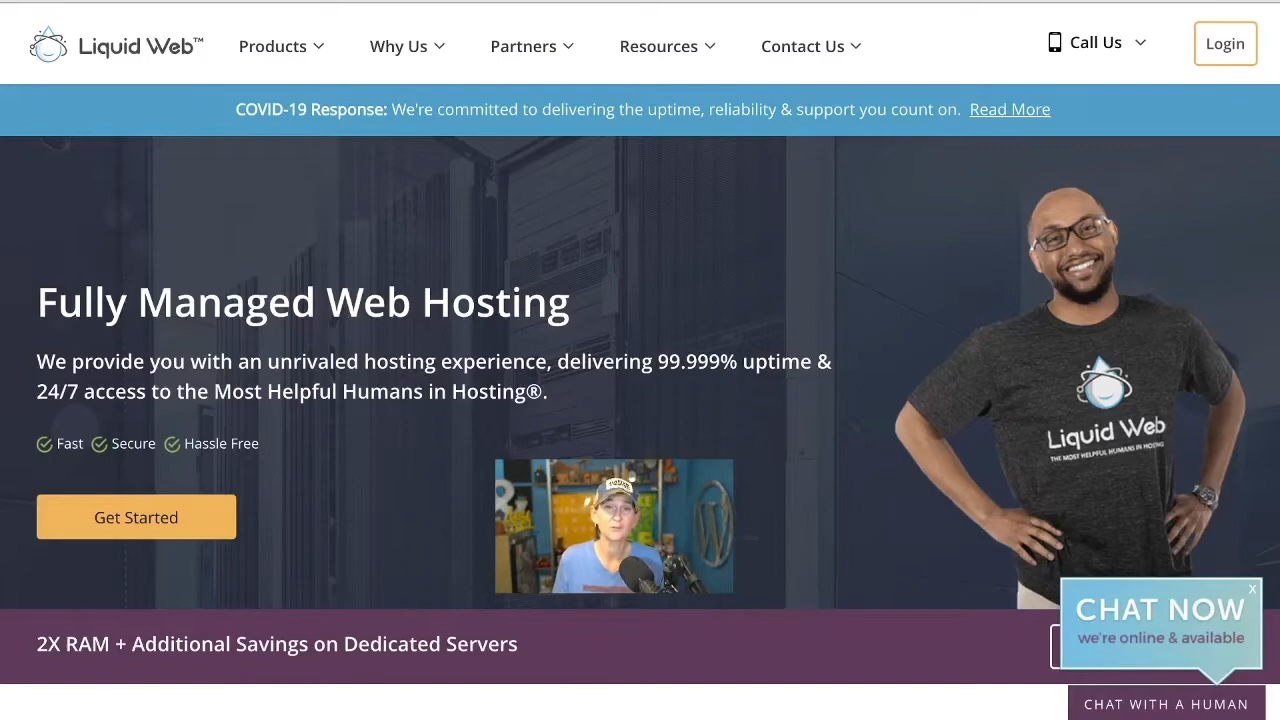 Liquid Web™
Products
Why Us
Partners
Resources
Contact Us
Call Us
Login
COVID-19 Response: We're committed to delivering the uptime, reliability & support you count on. Read More
Fully Managed Web Hosting
We provide you with an unrivaled hosting experience, delivering 99.999% uptime &
24/7 access to the Most Helpful Humans in Hosting®.
Fast
Secure
Hassle Free
Get Started
Liquid Web
THE MOST HELPFUL HUMANS IN HOSTING
2X RAM + Additional Savings on Dedicated Servers
X
CHAT NOW
we're online & available
CHAT WITH A HUMAN